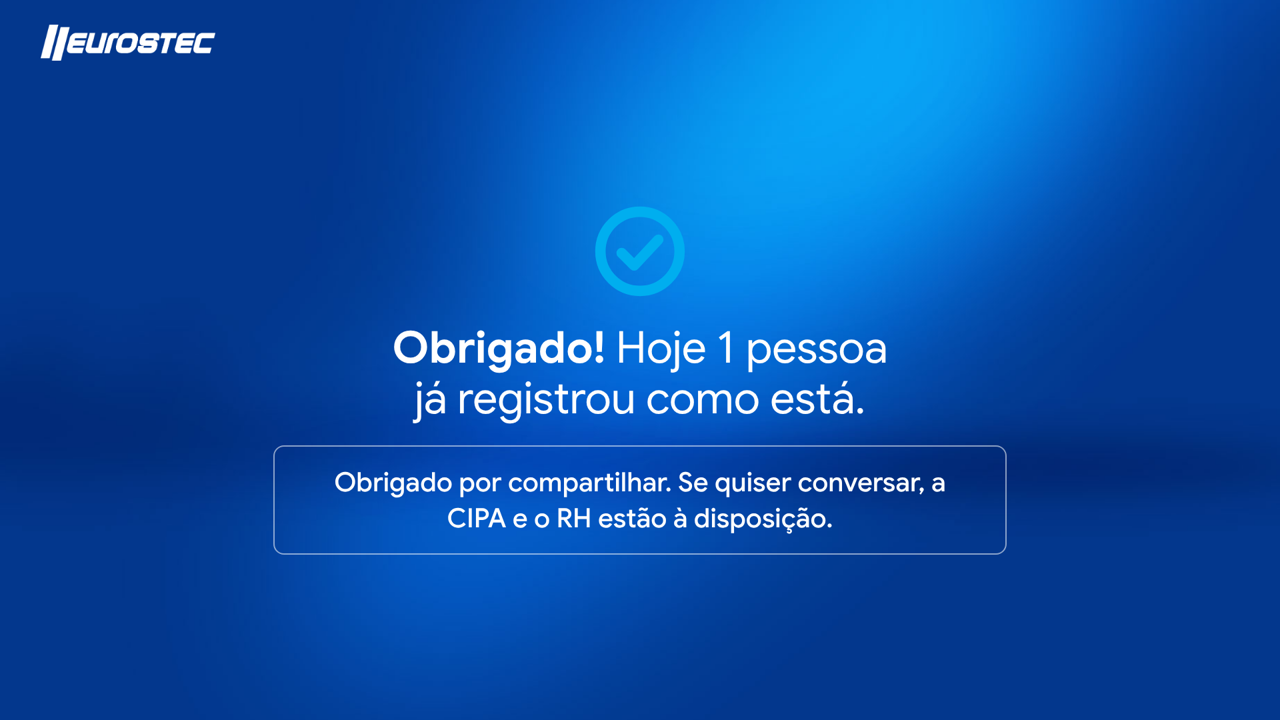 EUROSTEC
Obrigado! Hoje 1 pessoa
já registrou como está.
Obrigado por compartilhar. Se quiser conversar, a
CIPA e o RH estão à disposição.